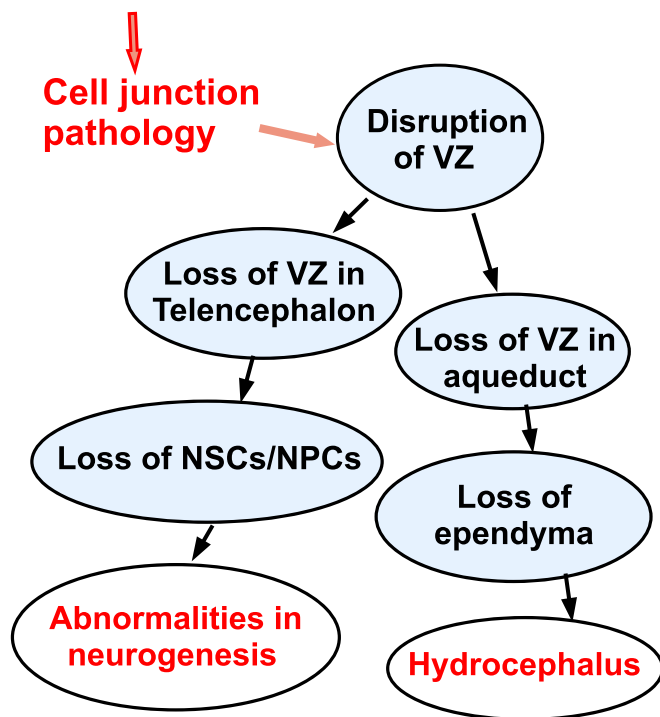 Cell junction
pathology
Disruption
of VZ
Loss of VZ in
Telencephalon
Loss of VZ in
aqueduct
Loss of NSCs/NPCs
Loss of
ependyma
Abnormalities in
neurogenesis
Hydrocephalus